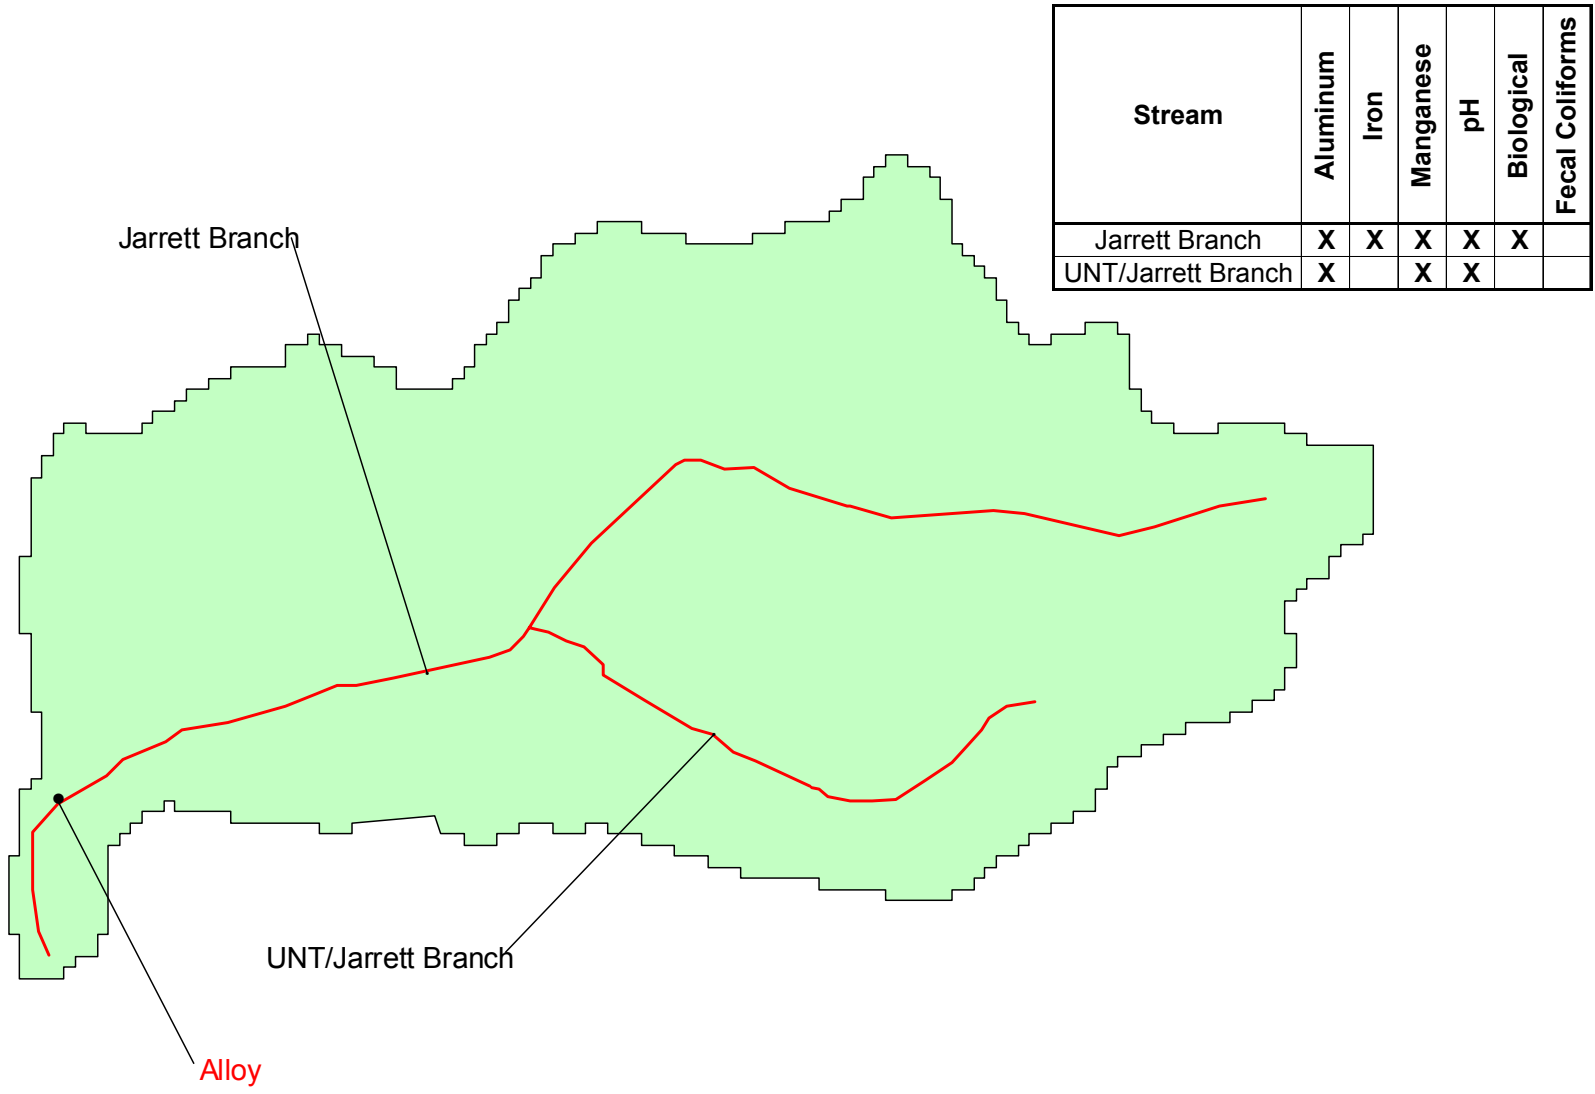 Stream Aluminum Iron Manganese pH Biological Fecal Coliforms
Jarrett Branch X X X X X
UNT/Jarrett Branch X X X
Jarrett Branch
UNT/Jarrett Branch
Alloy